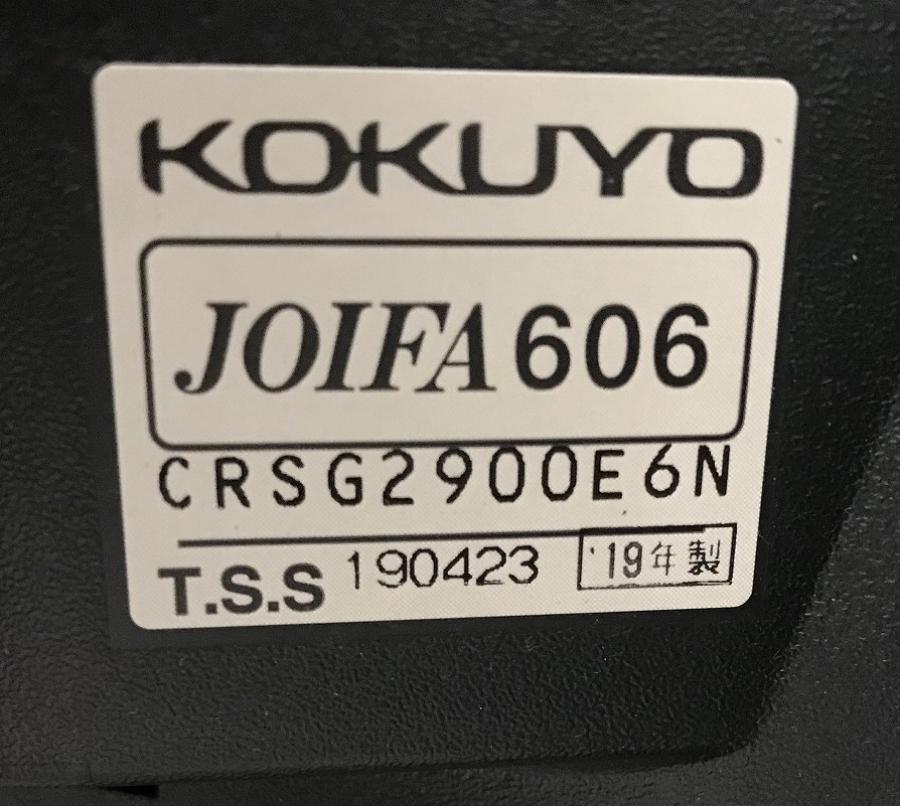 KOKUYO
JOIFA 606
CRSG2900E6N
T.S.S 190423 '19年製